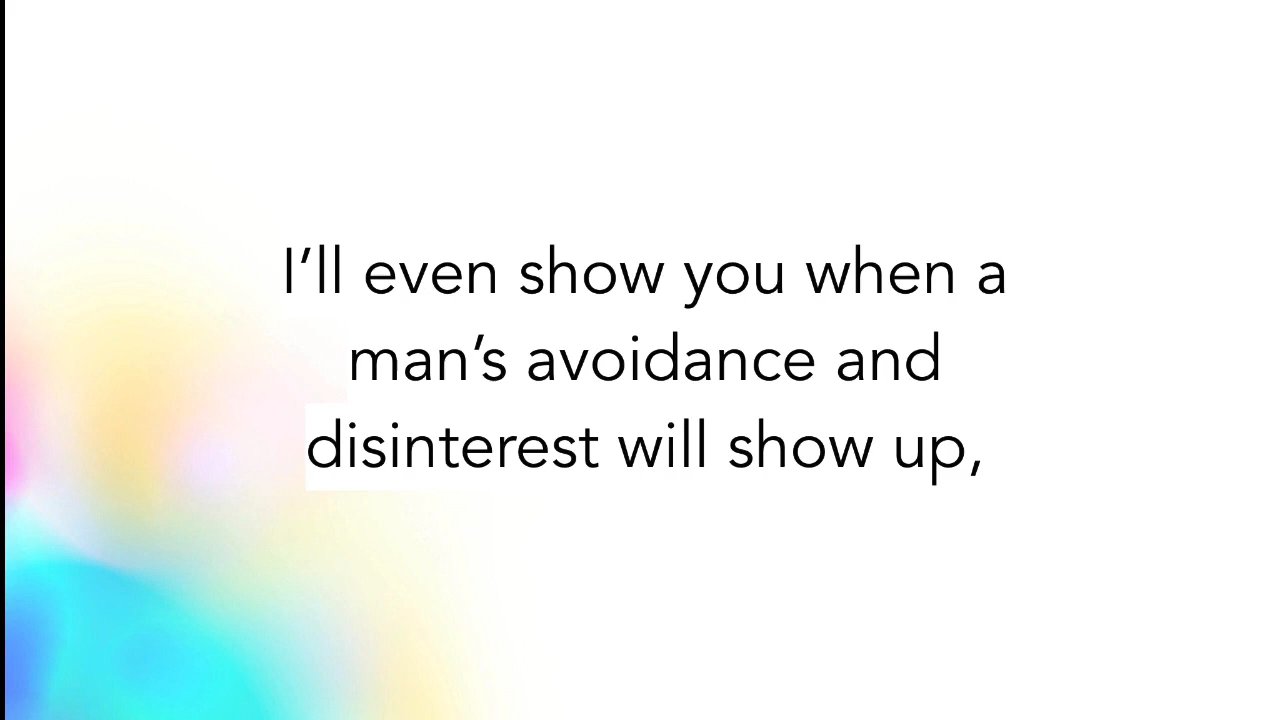 I’ll even show you when a
man’s avoidance and
disinterest will show up,